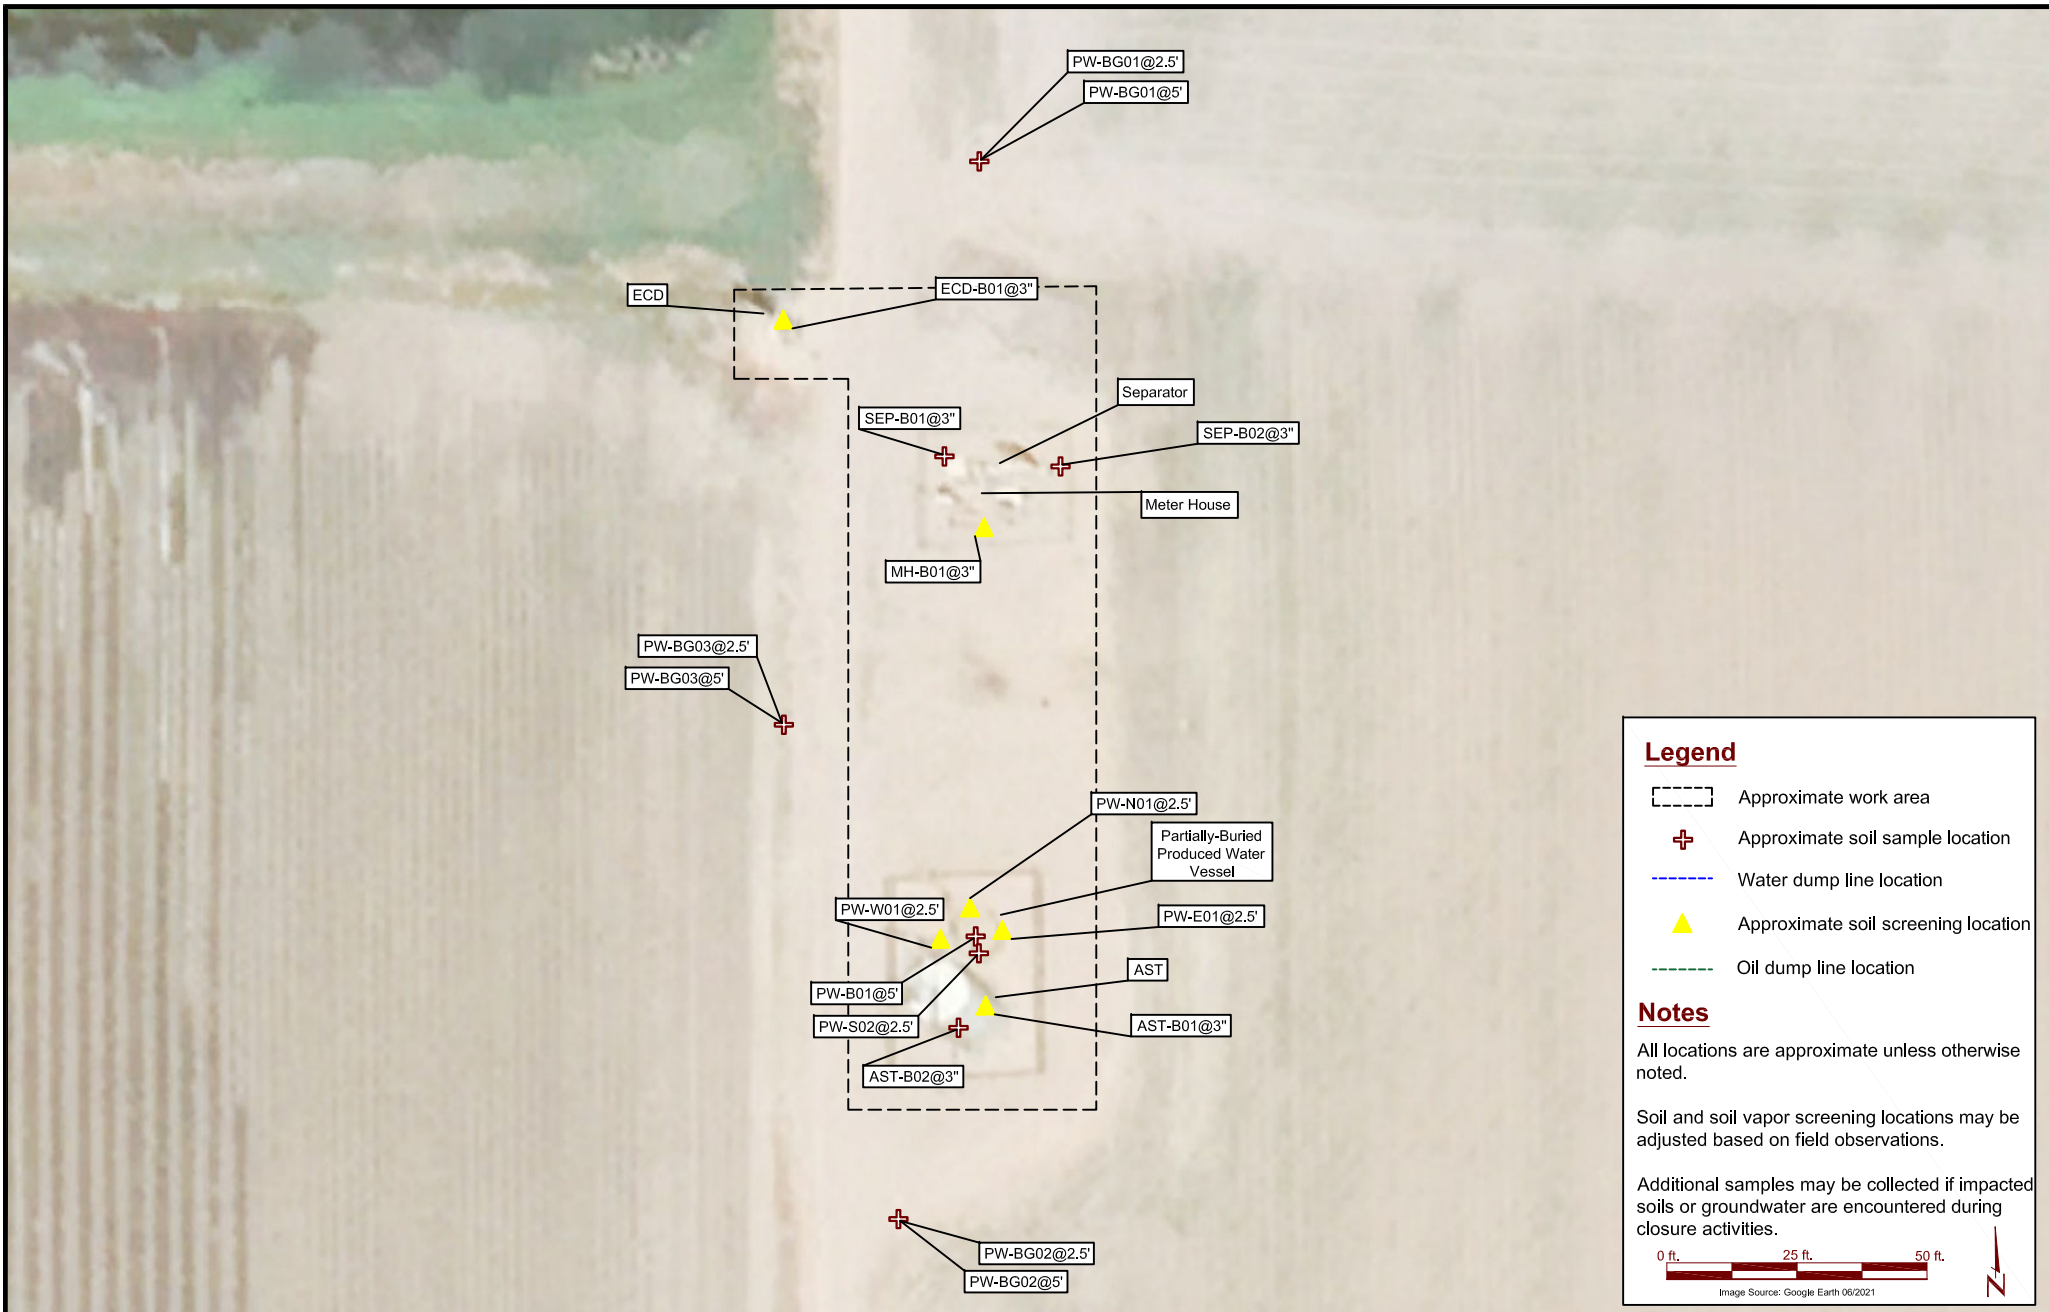 PW-BG01@2.5'
PW-BG01@5'
ECD
ECD-B01@3"
Separator
SEP-B01@3"
SEP-B02@3"
Meter House
MH-B01@3"
PW-BG03@2.5'
PW-BG03@5'
PW-N01@2.5'
Partially-Buried
Produced Water
Vessel
PW-W01@2.5'
PW-E01@2.5'
AST
PW-B01@5'
PW-S02@2.5'
AST-B01@3"
AST-B02@3"
PW-BG02@2.5'
PW-BG02@5'
Legend
Approximate work area
Approximate soil sample location
Water dump line location
Approximate soil screening location
Oil dump line location
Notes
All locations are approximate unless otherwise
noted.
Soil and soil vapor screening locations may be
adjusted based on field observations.
Additional samples may be collected if impacted
soils or groundwater are encountered during
closure activities.
0 ft. 25 ft. 50 ft.
Image Source: Google Earth 06/2021
N